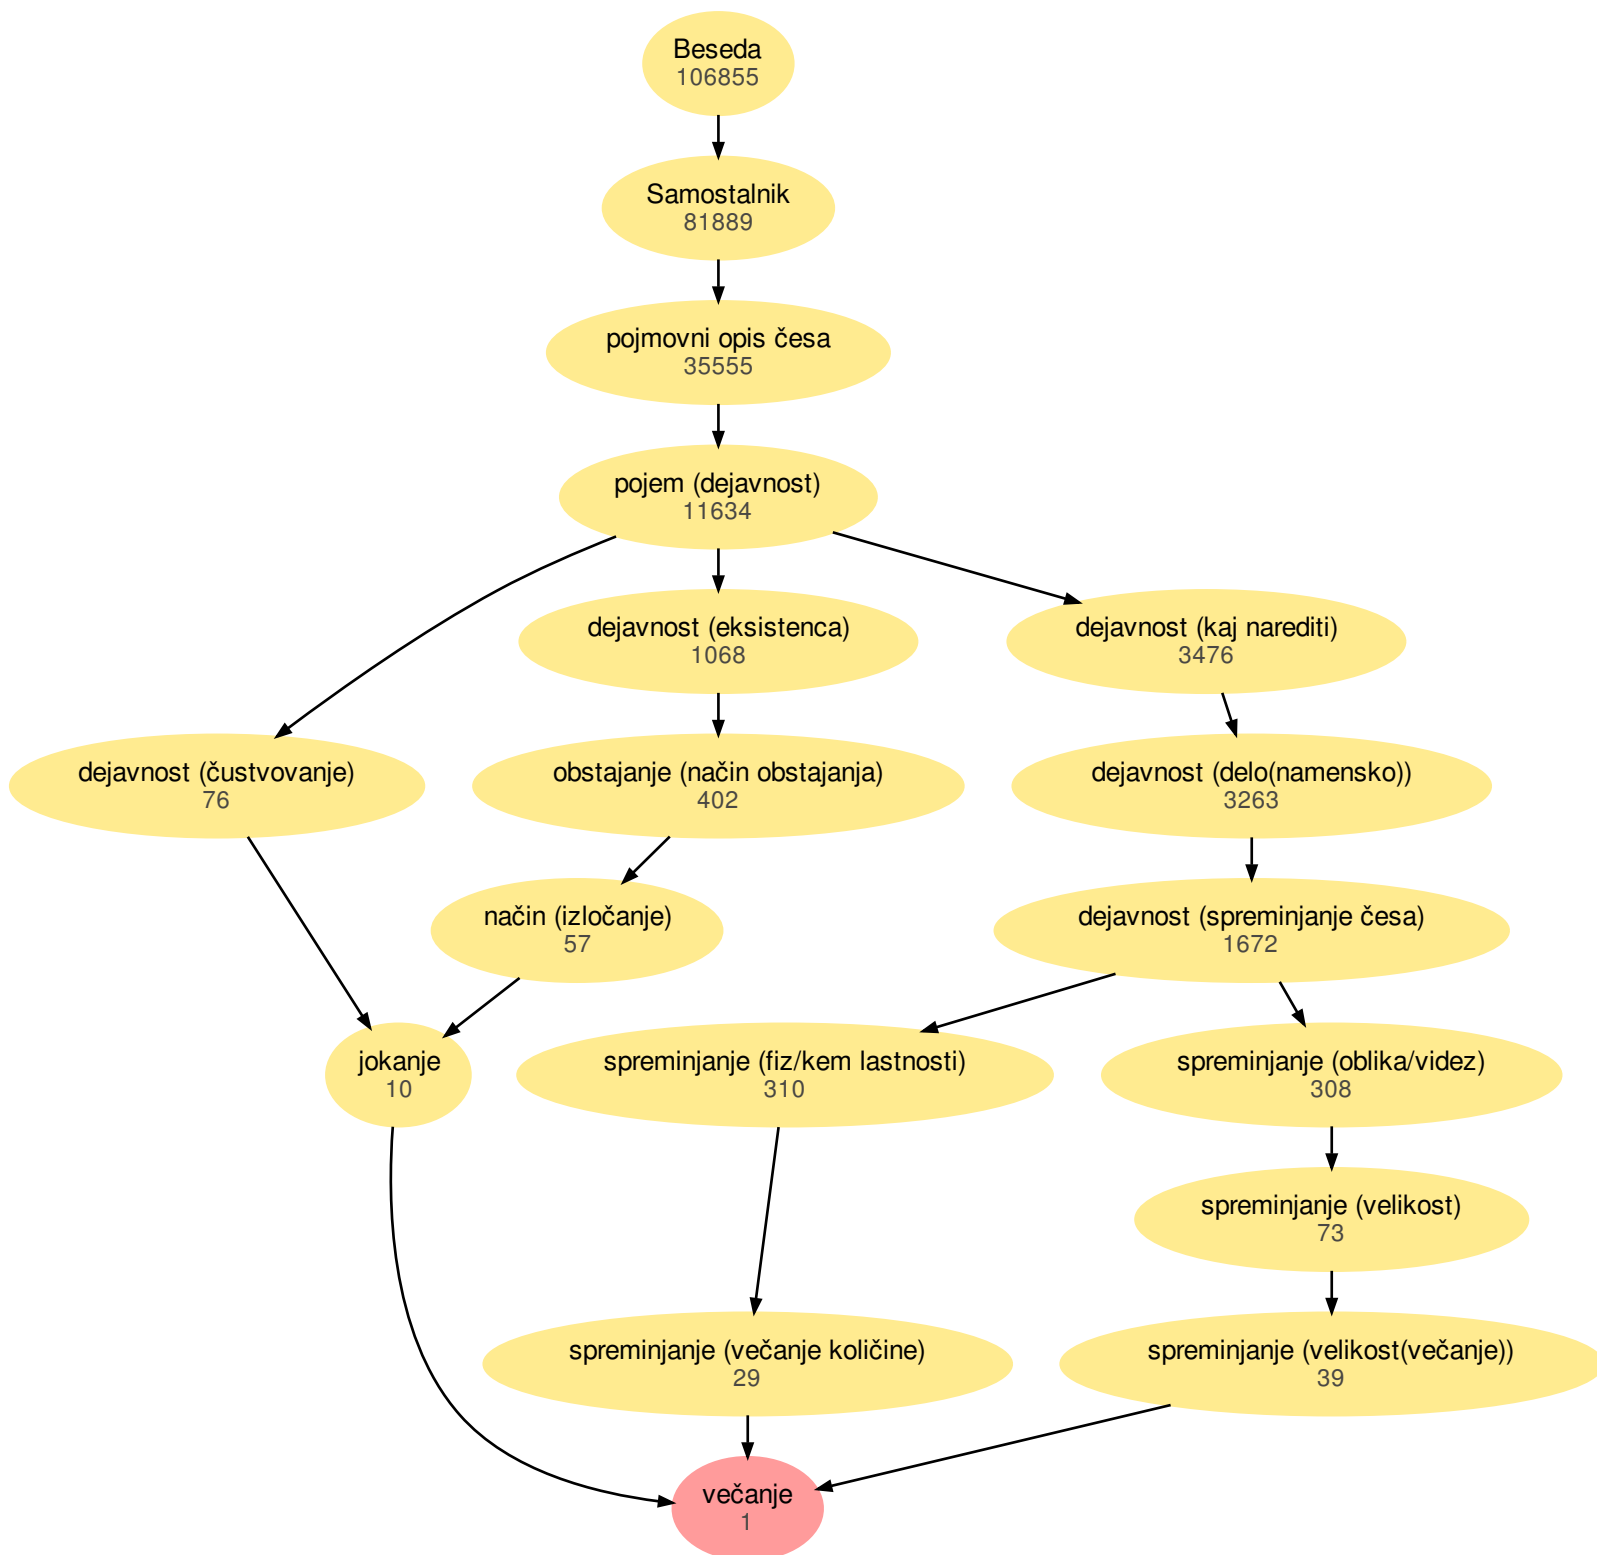 Beseda
106855
Samostalnik
81889
pojmovni opis česa
35555
pojem (dejavnost)
11634
dejavnost (eksistenca)
1068
dejavnost (kaj narediti)
3476
dejavnost (čustvovanje)
76
obstajanje (način obstajanja)
402
dejavnost (delo(namensko))
3263
način (izločanje)
57
dejavnost (spreminjanje česa)
1672
jokanje
10
spreminjanje (fiz/kem lastnosti)
310
spreminjanje (oblika/videz)
308
spreminjanje (velikost)
73
spreminjanje (večanje količine)
29
spreminjanje (velikost(večanje))
39
večanje
1